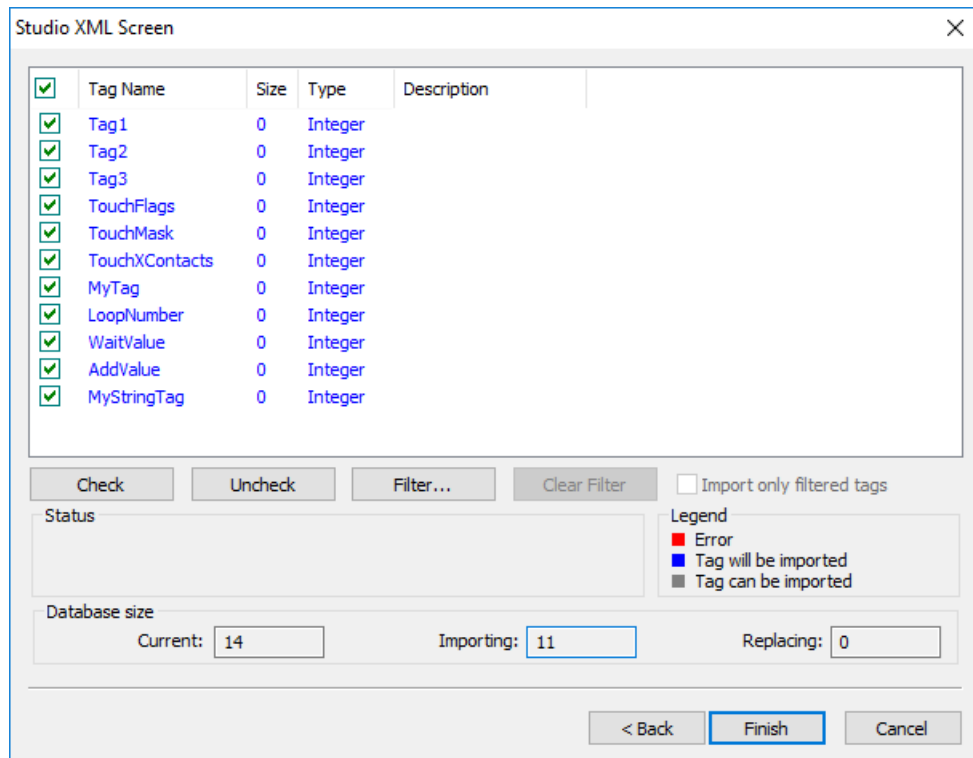 Studio XML Screen
Tag Name Size Type Description
Tag1 0 Integer
Tag2 0 Integer
Tag3 0 Integer
TouchFlags 0 Integer
TouchMask 0 Integer
TouchXContacts 0 Integer
MyTag 0 Integer
LoopNumber 0 Integer
WaitValue 0 Integer
AddValue 0 Integer
MyStringTag 0 Integer
Check Uncheck Filter... Clear Filter Import only filtered tags
Status Legend
Error
Tag will be imported
Tag can be imported
Database size
Current: 14 Importing: 11 Replacing: 0
< Back Finish Cancel